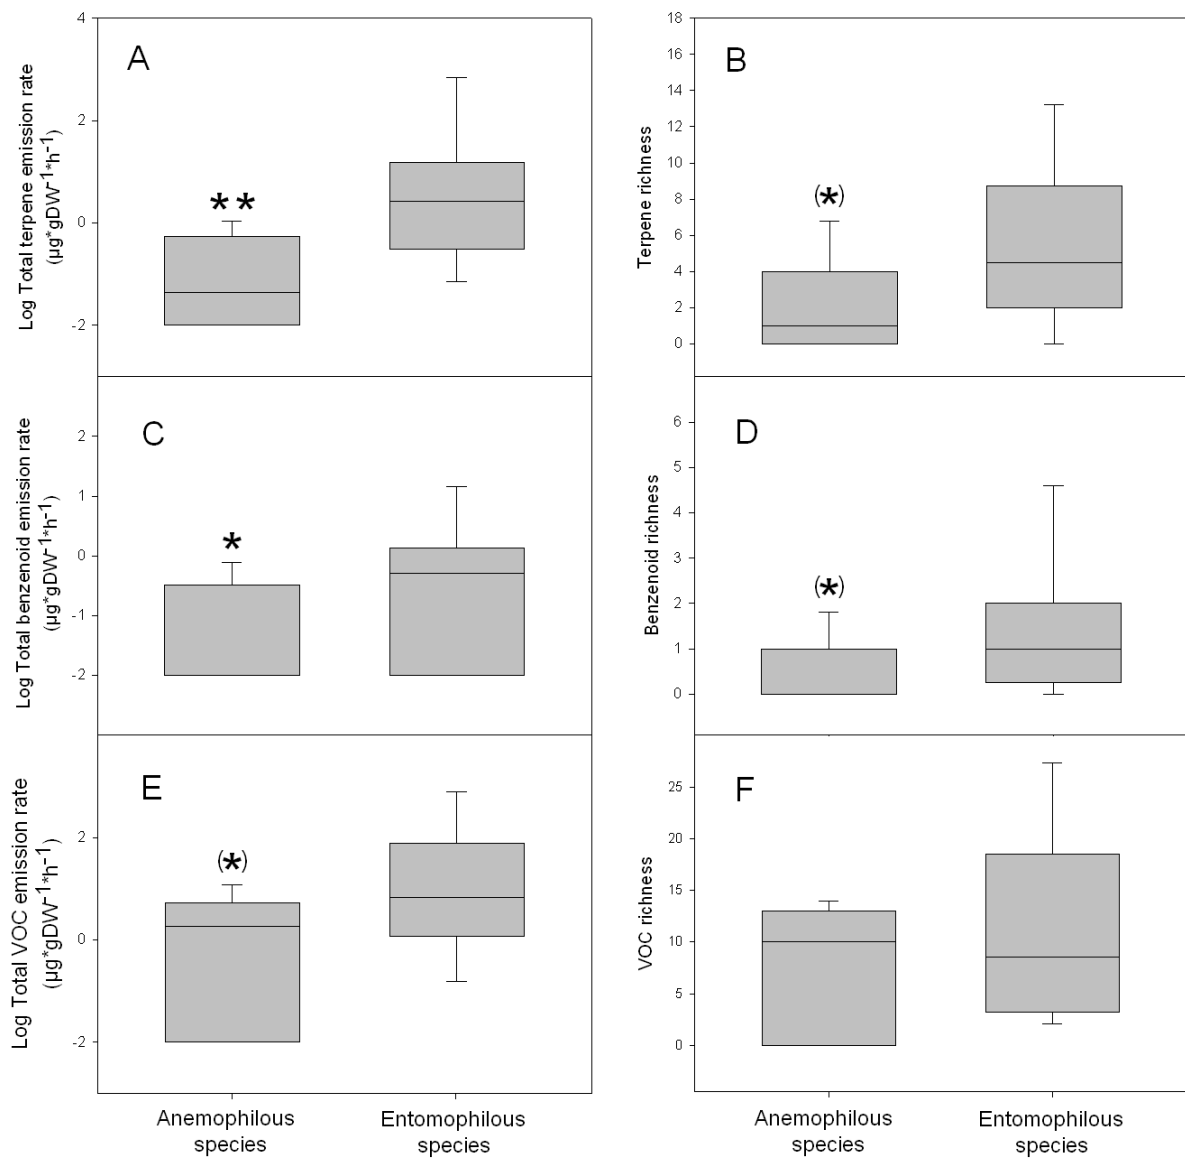 A
Log Total terpene emission rate
(µg*gDW⁻¹*h⁻¹)
4
2
0
-2
**
B
Terpene richness
18
16
14
12
10
8
6
4
2
0
(*)
C
Log Total benzenoid emission rate
(µg*gDW⁻¹*h⁻¹)
2
1
0
-1
-2
*
D
Benzenoid richness
6
5
4
3
2
1
0
(*)
E
Log Total VOC emission rate
(µg*gDW⁻¹*h⁻¹)
2
0
-2
(*)
F
VOC richness
25
20
15
10
5
0
Anemophilous
species
Entomophilous
species
Anemophilous
species
Entomophilous
species